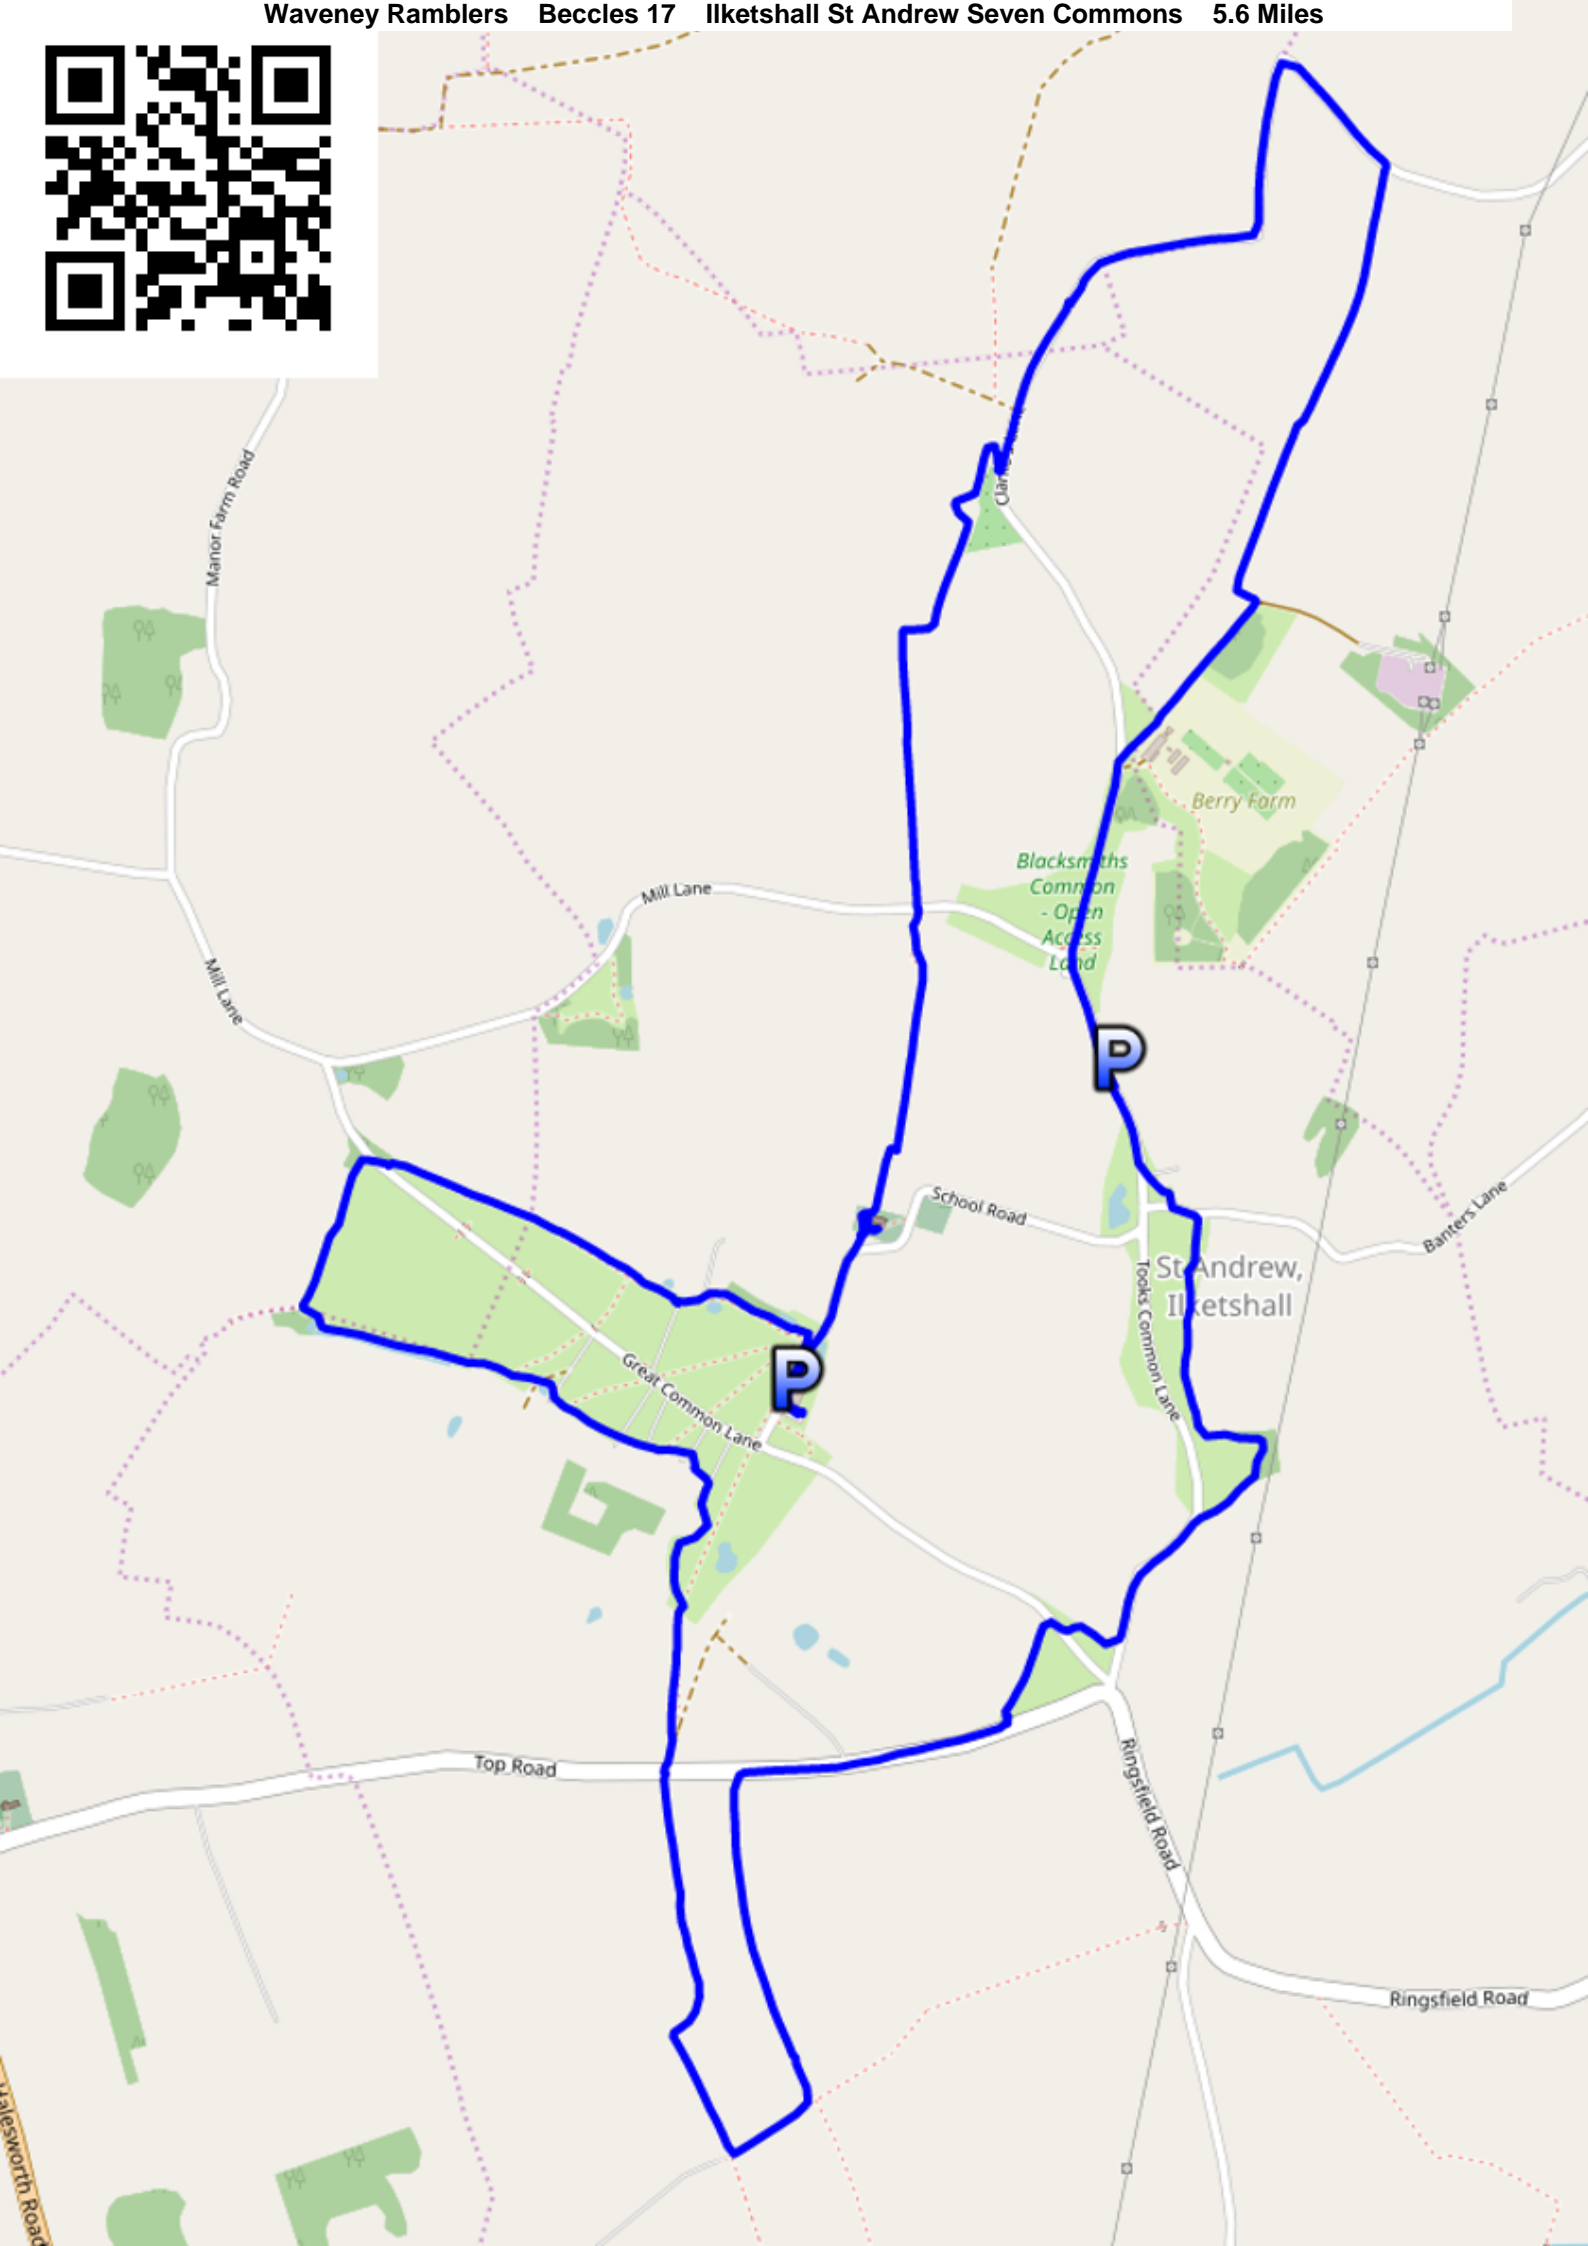 Waveney Ramblers Beccles 17 Ilketshall St Andrew Seven Commons 5.6 Miles
Manor Farm Road
Mill Lane
Mill Lane
Berry Farm
Blacksmiths
Common
- Open
Access
Land
P
School Road
Banters Lane
St Andrew,
Ilketshall
Tooks Common Lane
P
Great Common Lane
Top Road
Ringsfield Road
Ringsfield Road
Halesworth Road